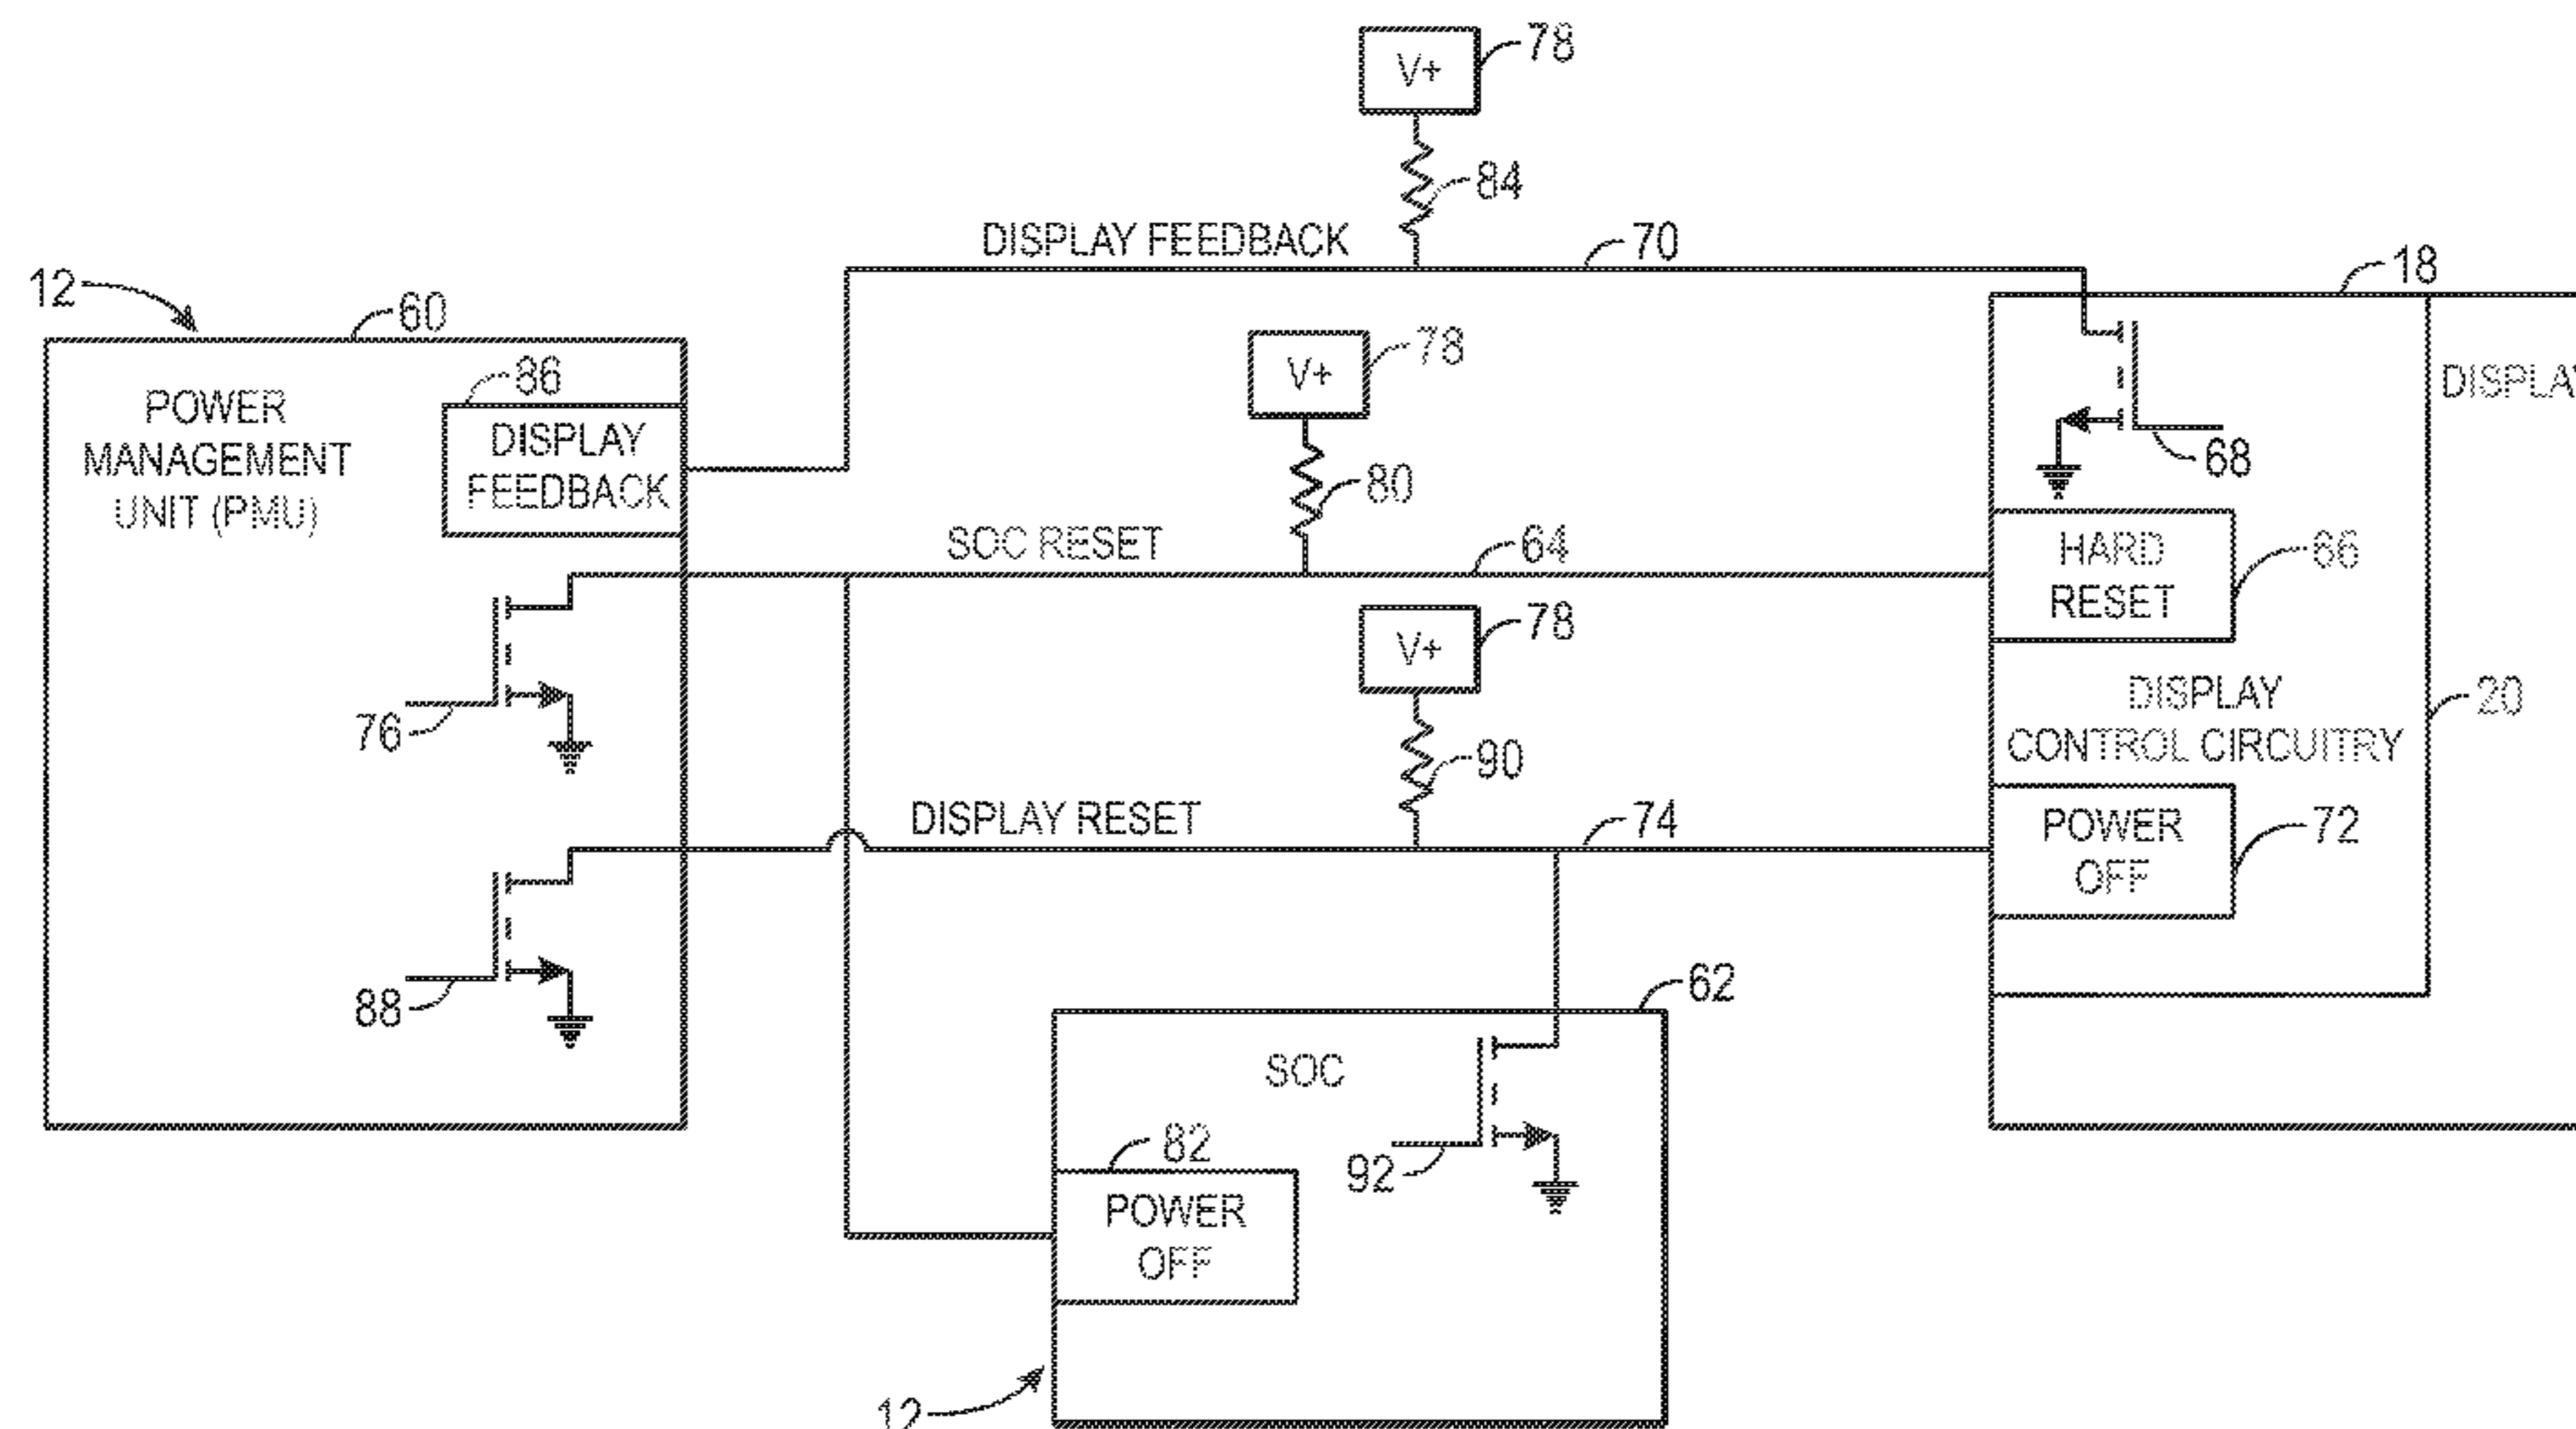 V+
78
84
DISPLAY FEEDBACK
70
12
60
18
86
POWER
MANAGEMENT
UNIT (PMU)
DISPLAY
FEEDBACK
V+
78
80
DISPLAY
68
SOC RESET
64
HARD
RESET
66
76
V+
78
90
DISPLAY
CONTROL CIRCUITRY
20
DISPLAY RESET
74
POWER
OFF
72
88
62
SOC
92
82
POWER
OFF
12